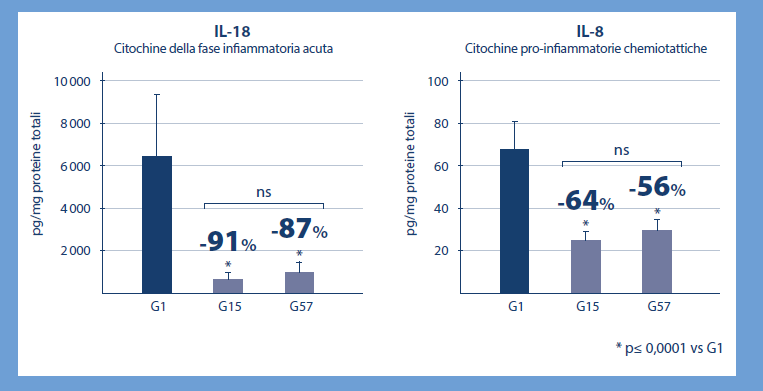 IL-18
Citochine della fase infiammatoria acuta
pg/mg proteine totali
10 000
8 000
6 000
4 000
2 000
ns
-91%
*
-87%
*
G1
G15
G57
IL-8
Citochine pro-infiammatorie chemiotattiche
pg/mg proteine totali
100
80
60
40
20
ns
-64%
*
-56%
*
G1
G15
G57
* p≤ 0,0001 vs G1